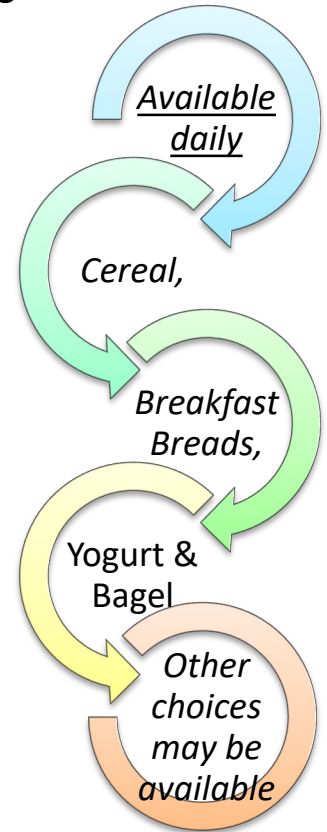 Available
daily
Cereal,
Breakfast
Breads,
Yogurt &
Bagel
Other
choices
may be
available